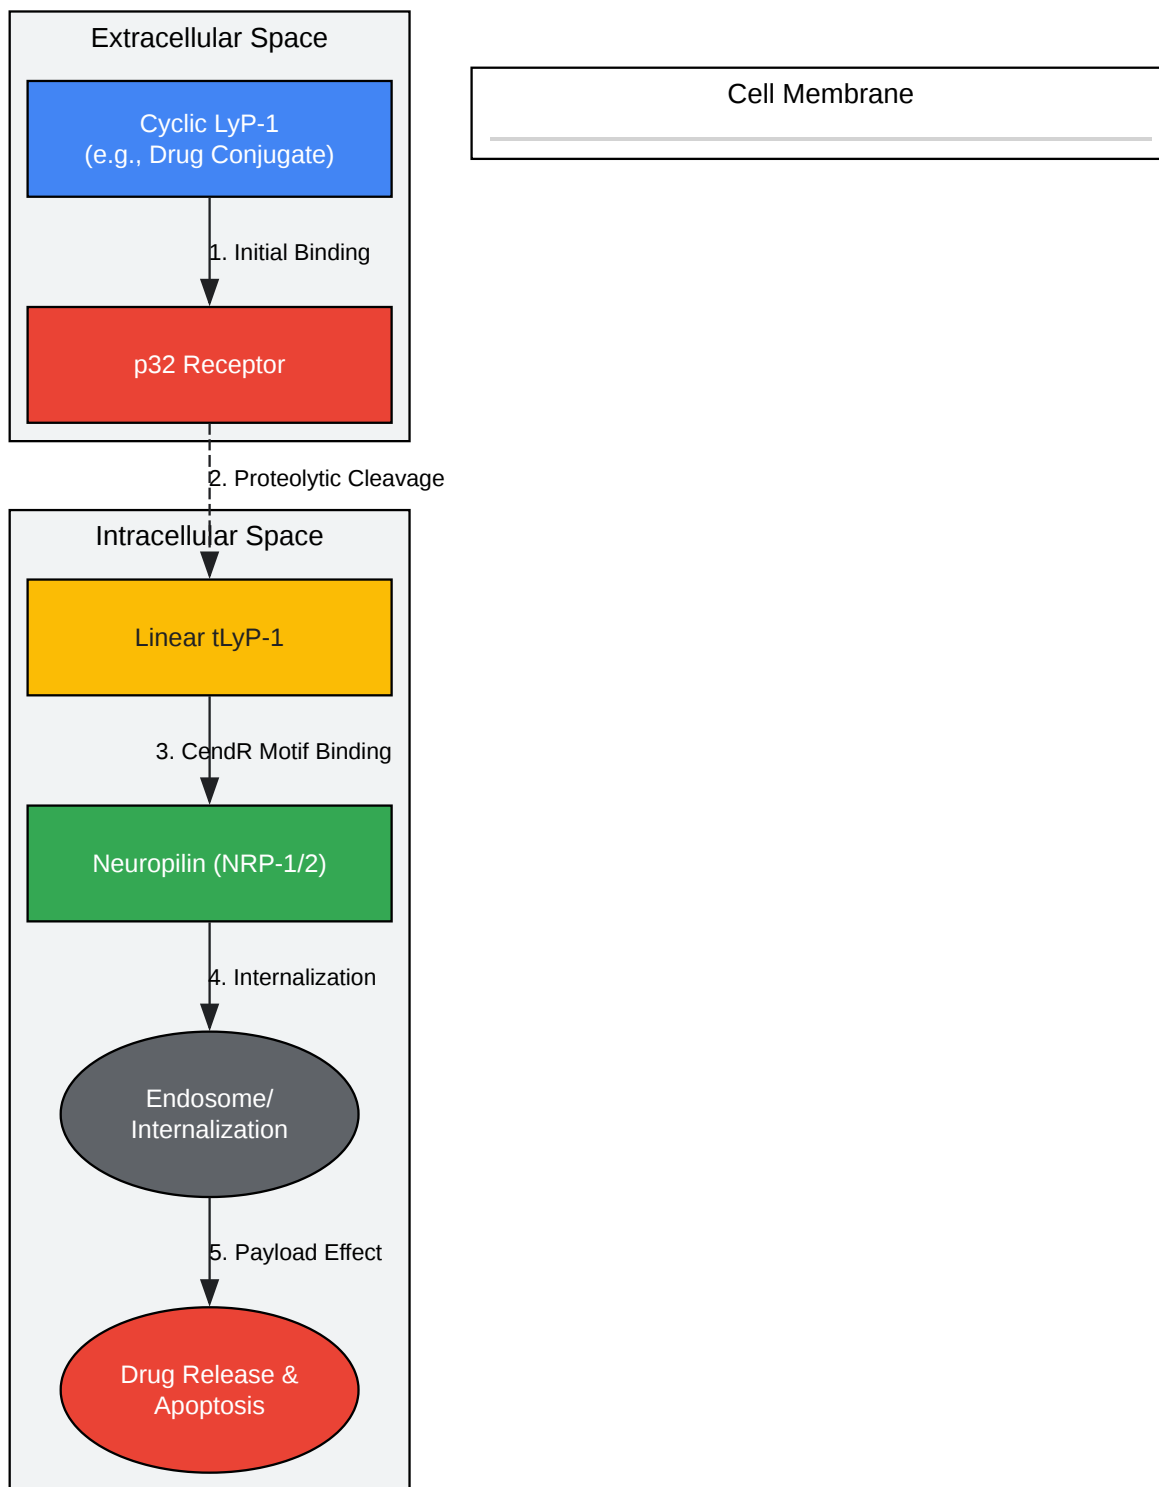 Extracellular Space
Cell Membrane
Cyclic LyP-1
(e.g., Drug Conjugate)
1. Initial Binding
p32 Receptor
2. Proteolytic Cleavage
Intracellular Space
Linear tLyP-1
3. CendR Motif Binding
Neuropilin (NRP-1/2)
4. Internalization
Endosome/
Internalization
5. Payload Effect
Drug Release &
Apoptosis